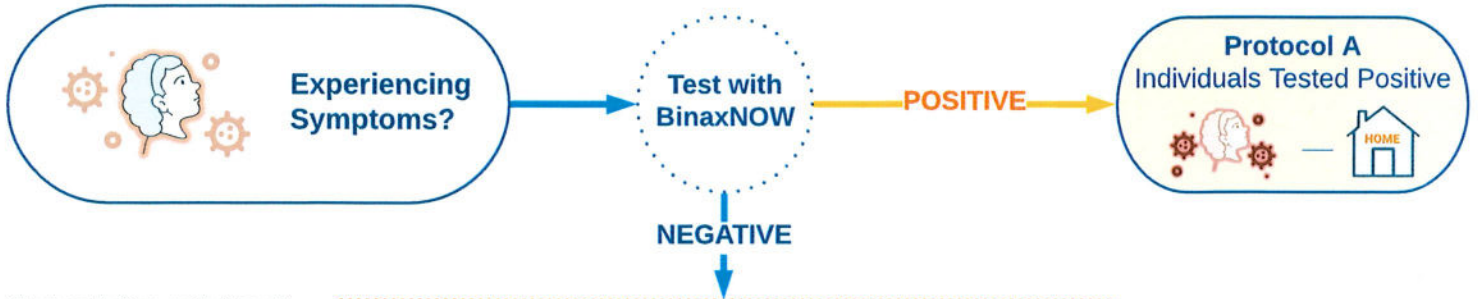 Experiencing
Symptoms?
Test with
BinaxNOW
POSITIVE
Protocol A
Individuals Tested Positive
HOME
NEGATIVE